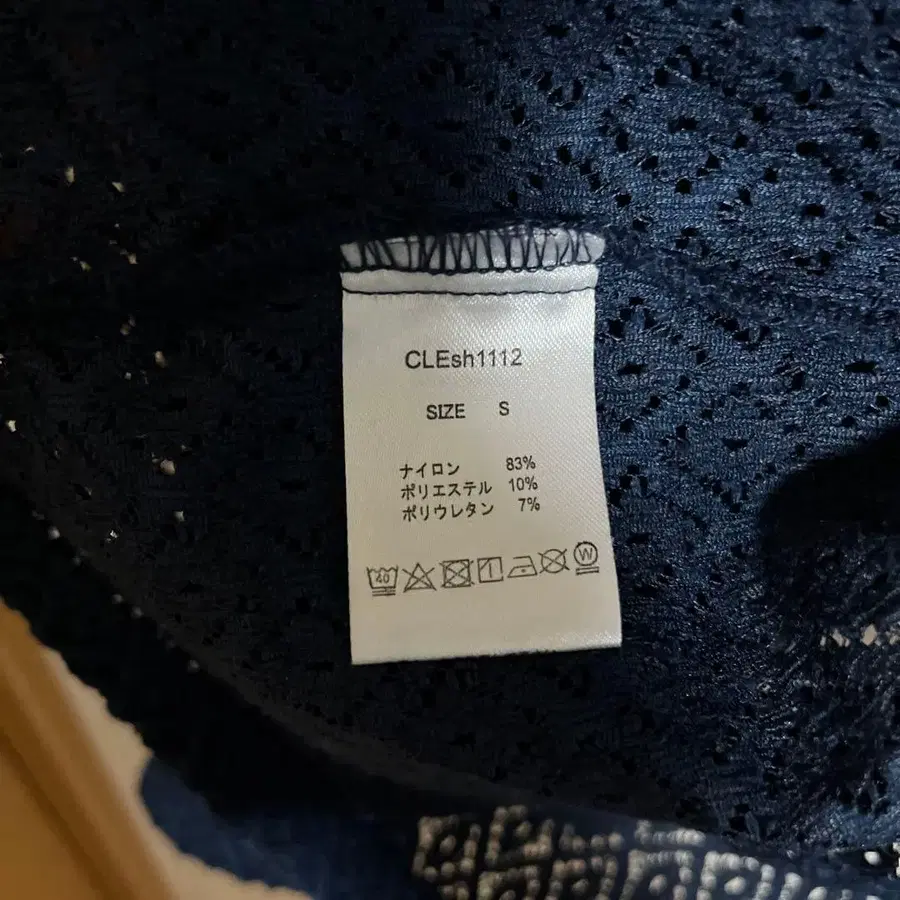 CLEsh1112
SIZE S
ナイロン 83%
ポリエステル 10%
ポリウレタン 7%
40 W